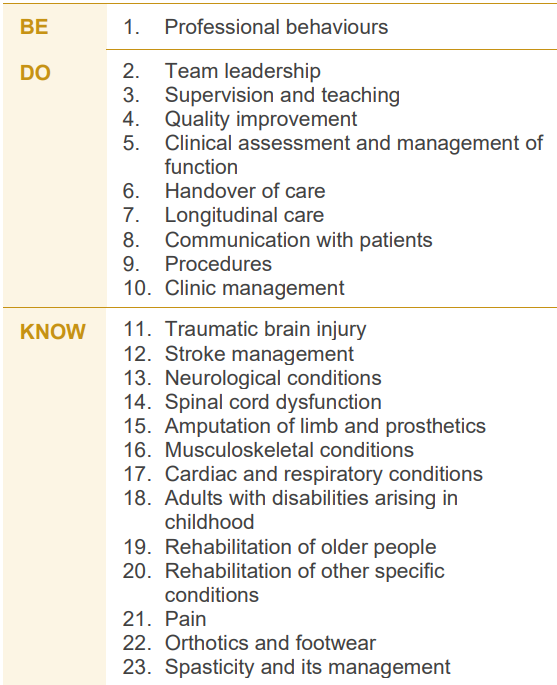 BE 1. Professional behaviours
DO 2. Team leadership
3. Supervision and teaching
4. Quality improvement
5. Clinical assessment and management of
function
6. Handover of care
7. Longitudinal care
8. Communication with patients
9. Procedures
10. Clinic management
KNOW 11. Traumatic brain injury
12. Stroke management
13. Neurological conditions
14. Spinal cord dysfunction
15. Amputation of limb and prosthetics
16. Musculoskeletal conditions
17. Cardiac and respiratory conditions
18. Adults with disabilities arising in
childhood
19. Rehabilitation of older people
20. Rehabilitation of other specific
conditions
21. Pain
22. Orthotics and footwear
23. Spasticity and its management